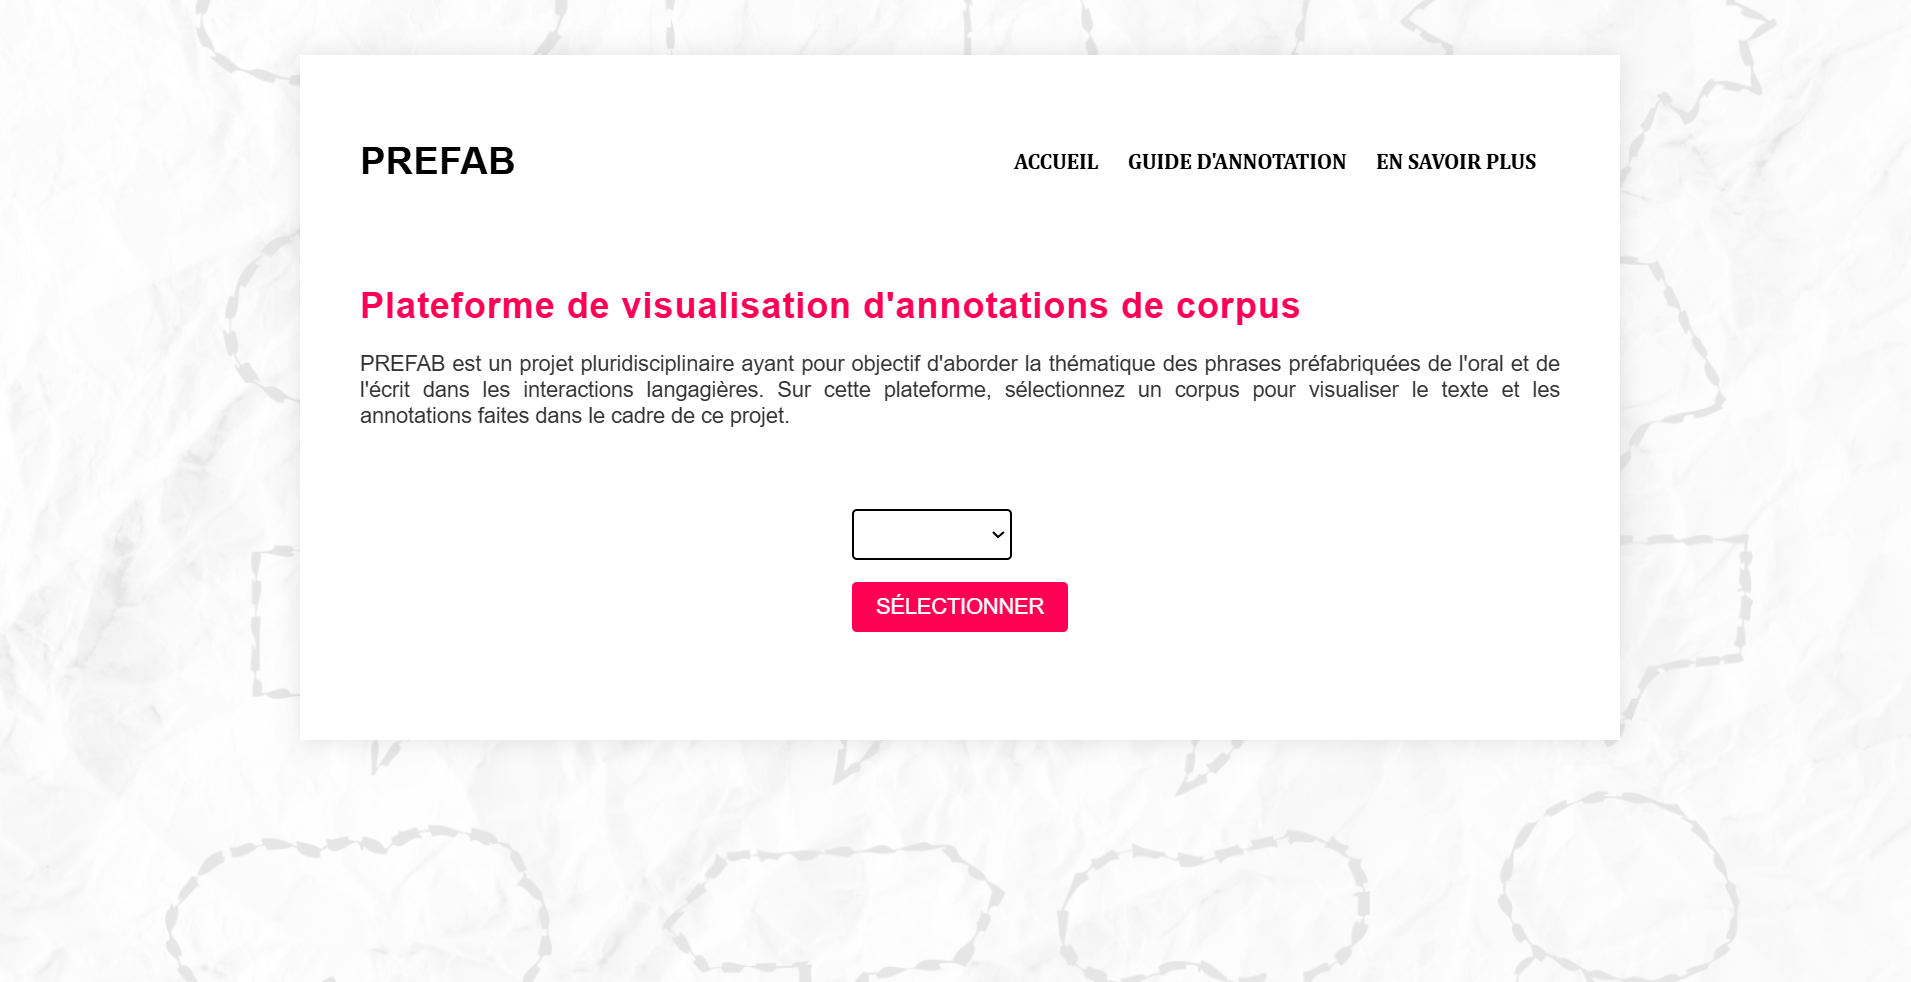 PREFAB
ACCUEIL GUIDE D'ANNOTATION EN SAVOIR PLUS
Plateforme de visualisation d'annotations de corpus
PREFAB est un projet pluridisciplinaire ayant pour objectif d'aborder la thématique des phrases préfabriquées de l'oral et de
l'écrit dans les interactions langagières. Sur cette plateforme, sélectionnez un corpus pour visualiser le texte et les
annotations faites dans le cadre de ce projet.
SÉLECTIONNER